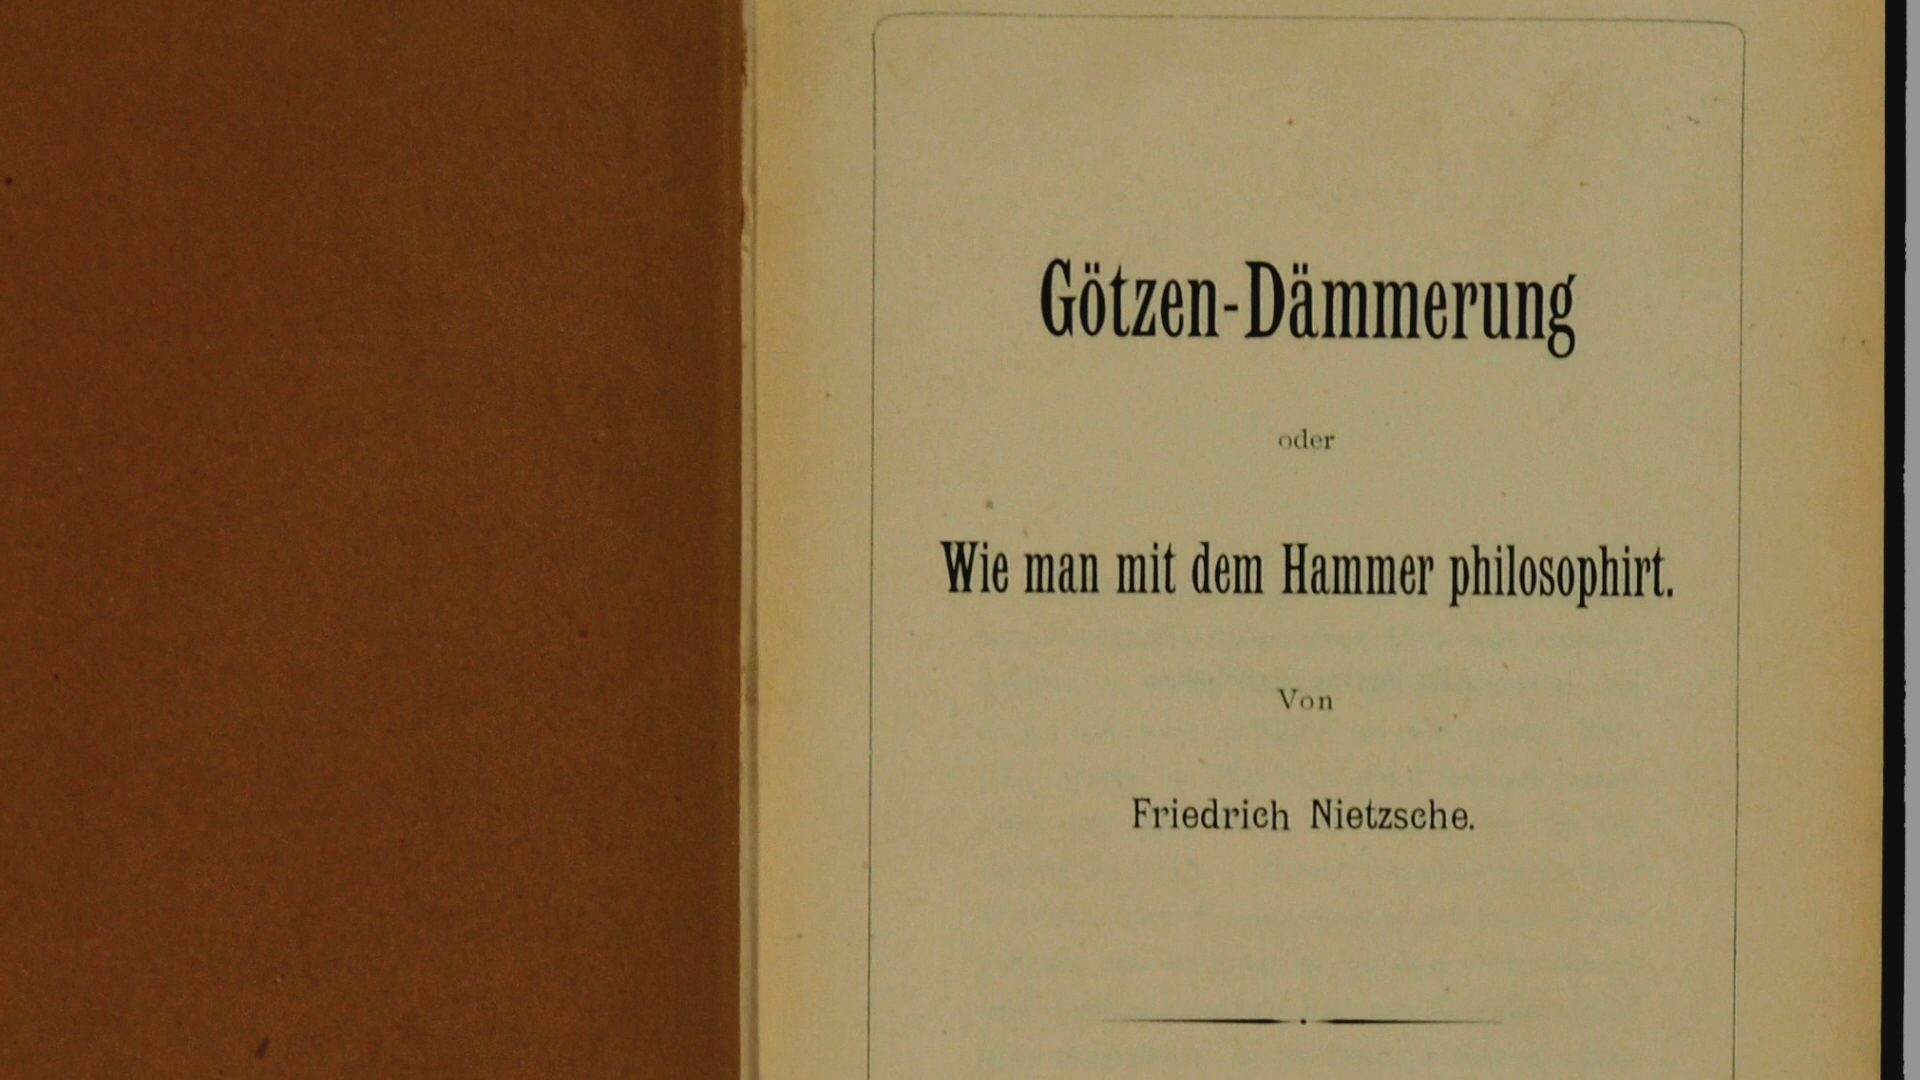 Götzen-Dämmerung
oder
Wie man mit dem Hammer philosophirt.
Von
Friedrich Nietzsche.